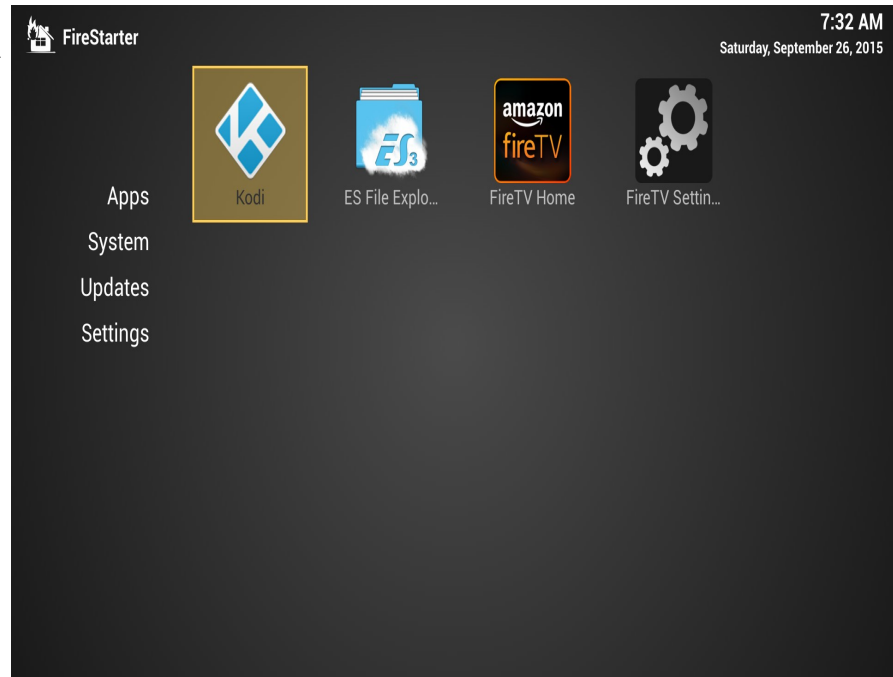 FireStarter
7:32 AM
Saturday, September 26, 2015
Apps
System
Updates
Settings
Kodi
ES3
ES File Explo...
amazon
fireTV
FireTV Home
FireTV Settin...